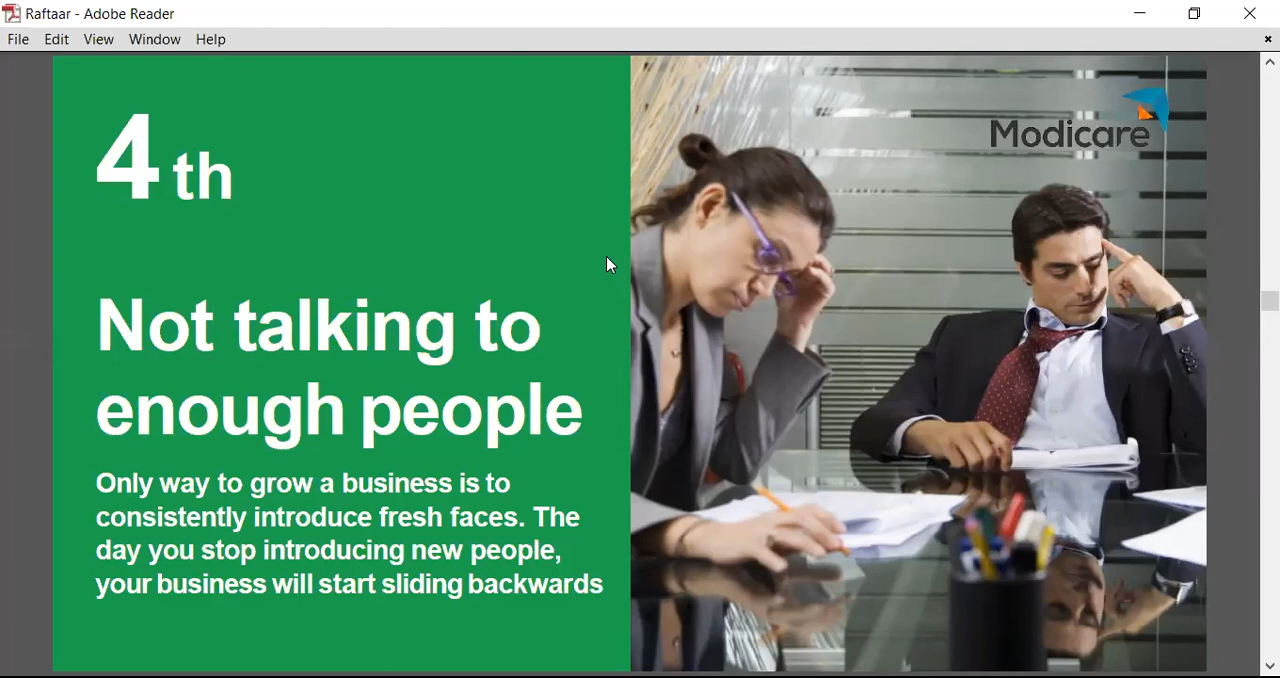 Raftaar - Adobe Reader
File Edit View Window Help
4 th
Modicare
Not talking to
enough people
Only way to grow a business is to
consistently introduce fresh faces. The
day you stop introducing new people,
your business will start sliding backwards